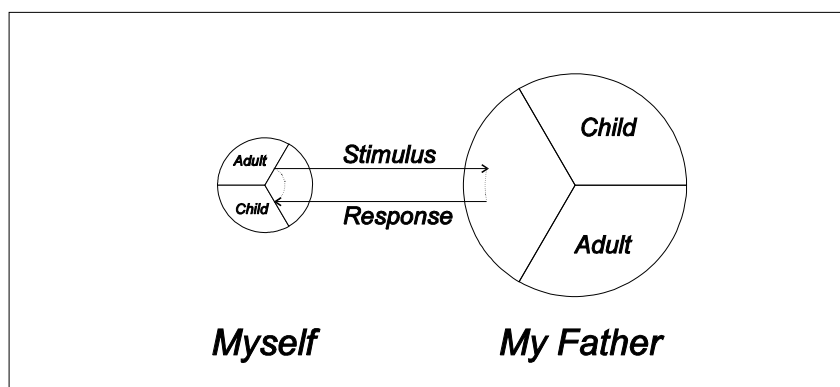 Child
Adult
Stimulus
Child
Response
Adult
Myself
My Father